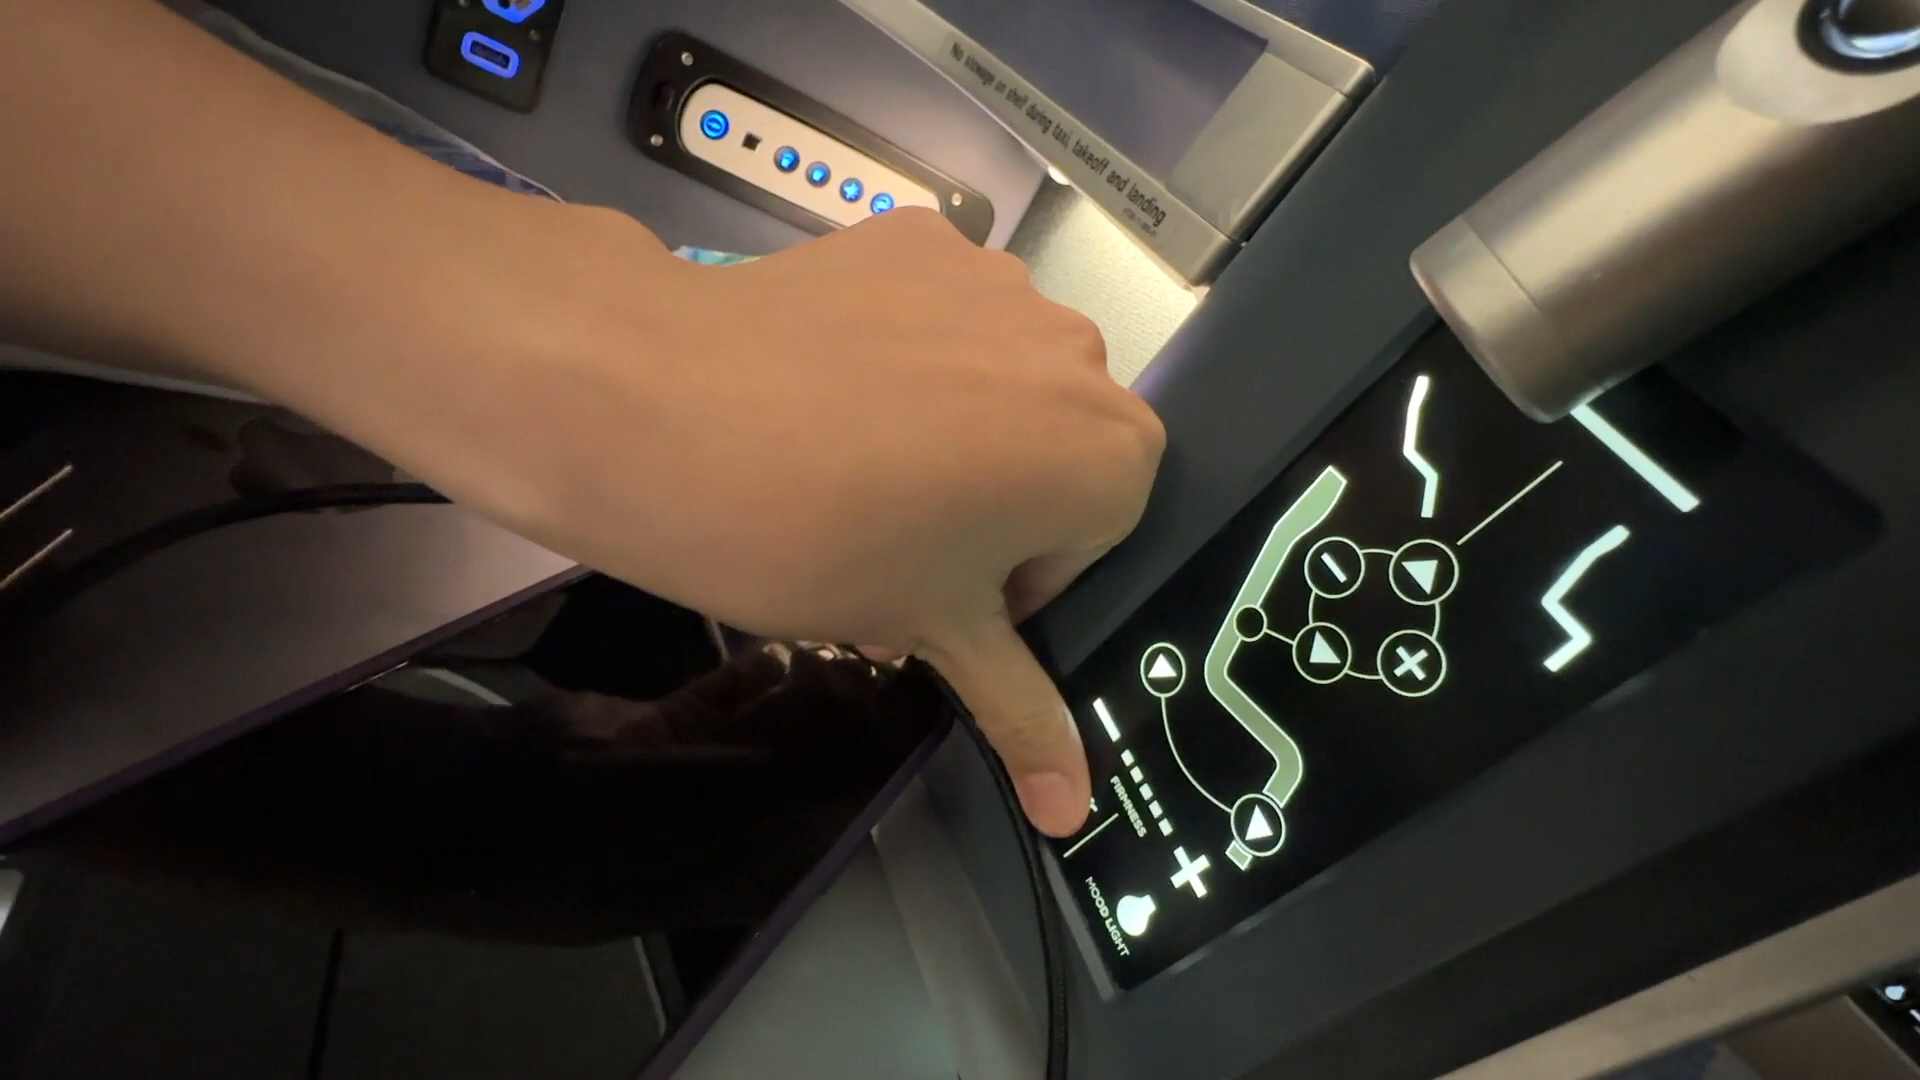 No stowage on shelf during taxi, takeoff and landing
FIRMNESS
MOOD LIGHT